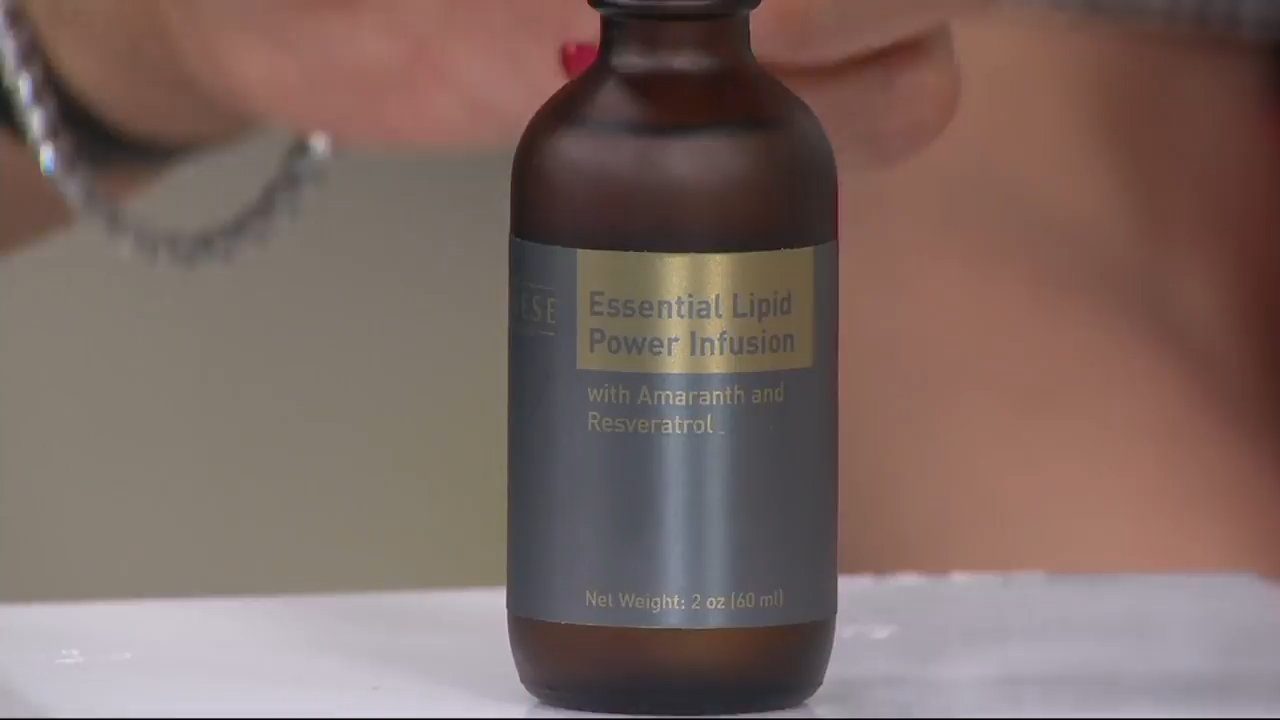 Essential Lipid
Power Infusion
with Amaranth and
Resveratrol
Net Weight: 2 oz (60 ml)